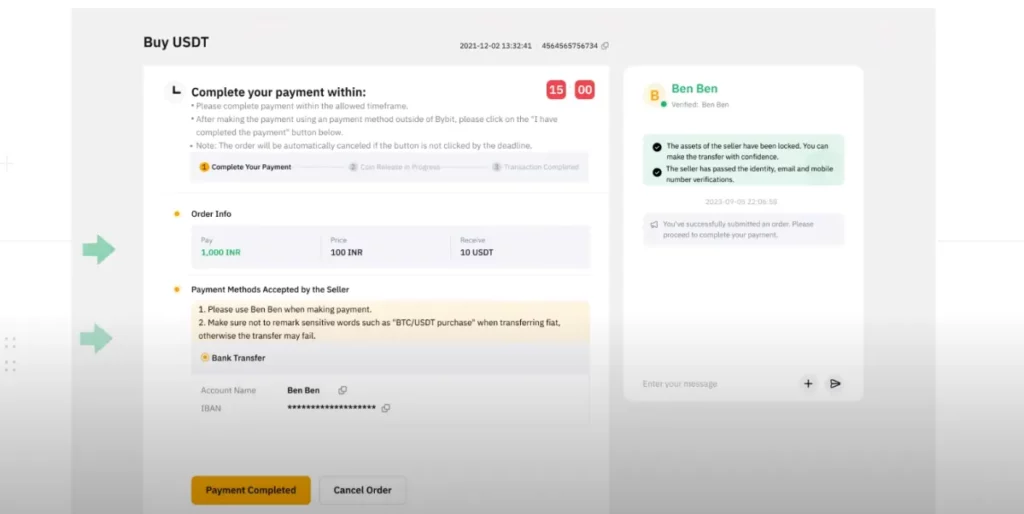 Buy USDT
2021-12-02 13:32:41 4564565756734
Complete your payment within:
15 00
• Please complete payment within the allowed timeframe.
• After making the payment using an payment method outside of Bybit, please click on the "I have
completed the payment" button below.
• Note: The order will be automatically canceled if the button is not clicked by the deadline.
1 Complete Your Payment
2 Coin Release in Progress
3 Transaction Completed
Order Info
Pay
1,000 INR
Price
100 INR
Receive
10 USDT
Payment Methods Accepted by the Seller
1. Please use Ben Ben when making payment.
2. Make sure not to remark sensitive words such as "BTC/USDT purchase" when transferring fiat,
otherwise the transfer may fail.
Bank Transfer
Account Name Ben Ben
IBAN *******************
Payment Completed
Cancel Order
B
Ben Ben
Verified: Ben Ben
The assets of the seller have been locked. You can
make the transfer with confidence.
The seller has passed the identity, email and mobile
number verifications.
2023-09-05 22:06:58
You've successfully submitted an order. Please
proceed to complete your payment.
Enter your message